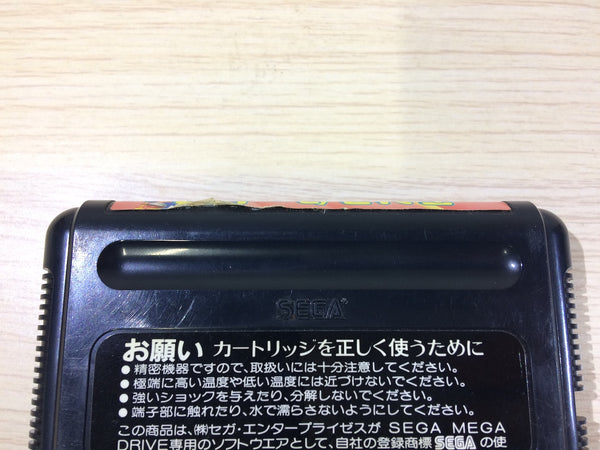 SEGA
お願い カートリッジを正しく使うために
●精密機器ですので、取扱いには十分注意してください。
●極端に高い温度や低い温度には近づけないでください。
●強いショックを与えたり、分解しないでください。
●端子部に触れたり、水で濡らさないようにしてください。
この商品は、㈱セガ・エンタープライゼスが SEGA MEGA
DRIVE専用のソフトウエアとして、自社の登録商標 SEGA の使